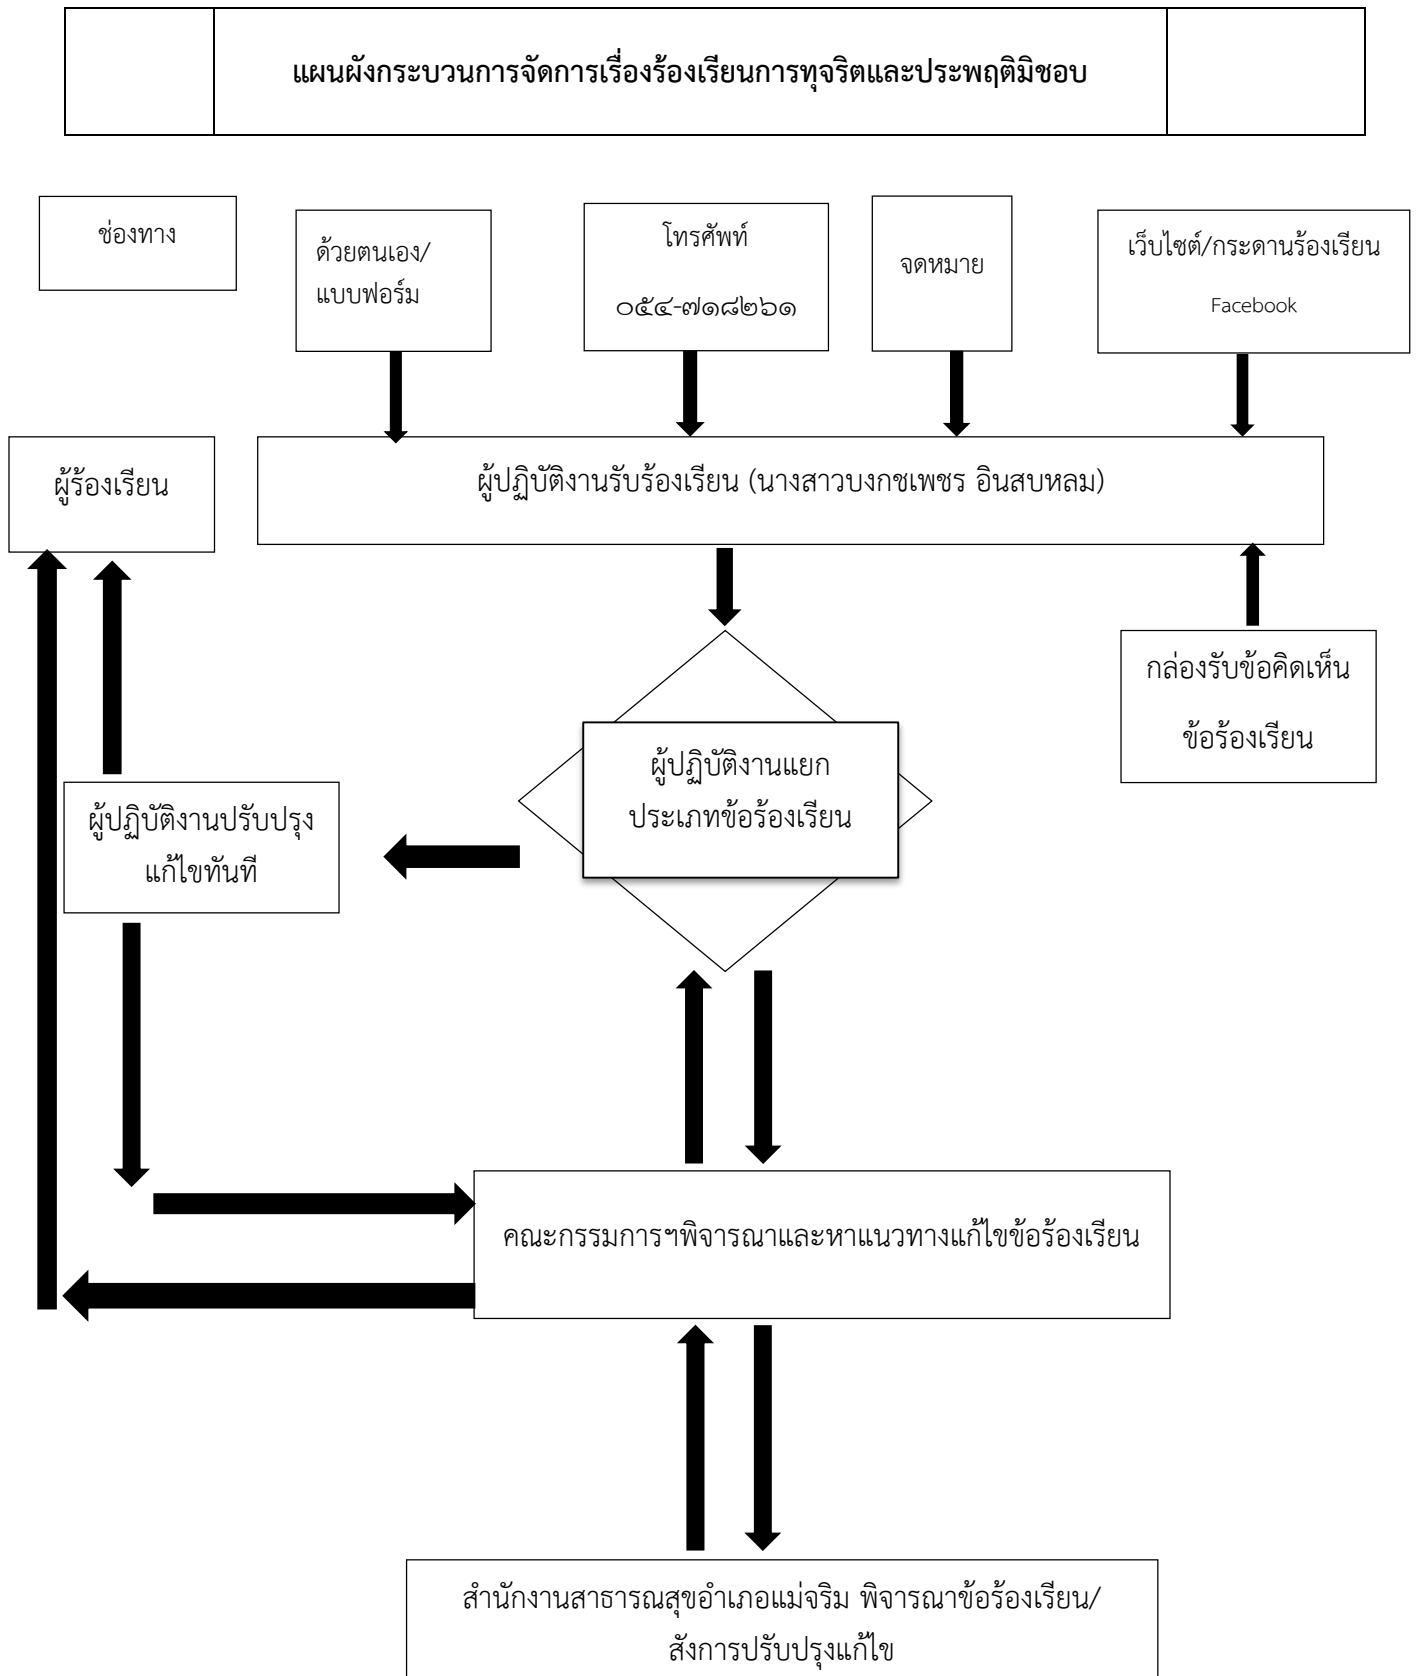 แผนผังกระบวนการจัดการเรื่องร้องเรียนการทุจริตและประพฤติมิชอบ
ช่องทาง
ด้วยตนเอง/
แบบฟอร์ม
โทรศัพท์
๐๕๔-๗๑๘๒๖๑
จดหมาย
เว็บไซต์/กระดานร้องเรียน
Facebook
ผู้ร้องเรียน
ผู้ปฏิบัติงานรับร้องเรียน (นางสาวบงกชเพชร อินสบหลม)
กล่องรับข้อคิดเห็น
ข้อร้องเรียน
ผู้ปฏิบัติงานแยก
ประเภทข้อร้องเรียน
ผู้ปฏิบัติงานปรับปรุง
แก้ไขทันที
คณะกรรมการฯพิจารณาและหาแนวทางแก้ไขข้อร้องเรียน
สำนักงานสาธารณสุขอำเภอแม่จริม พิจารณาข้อร้องเรียน/
สังการปรับปรุงแก้ไข